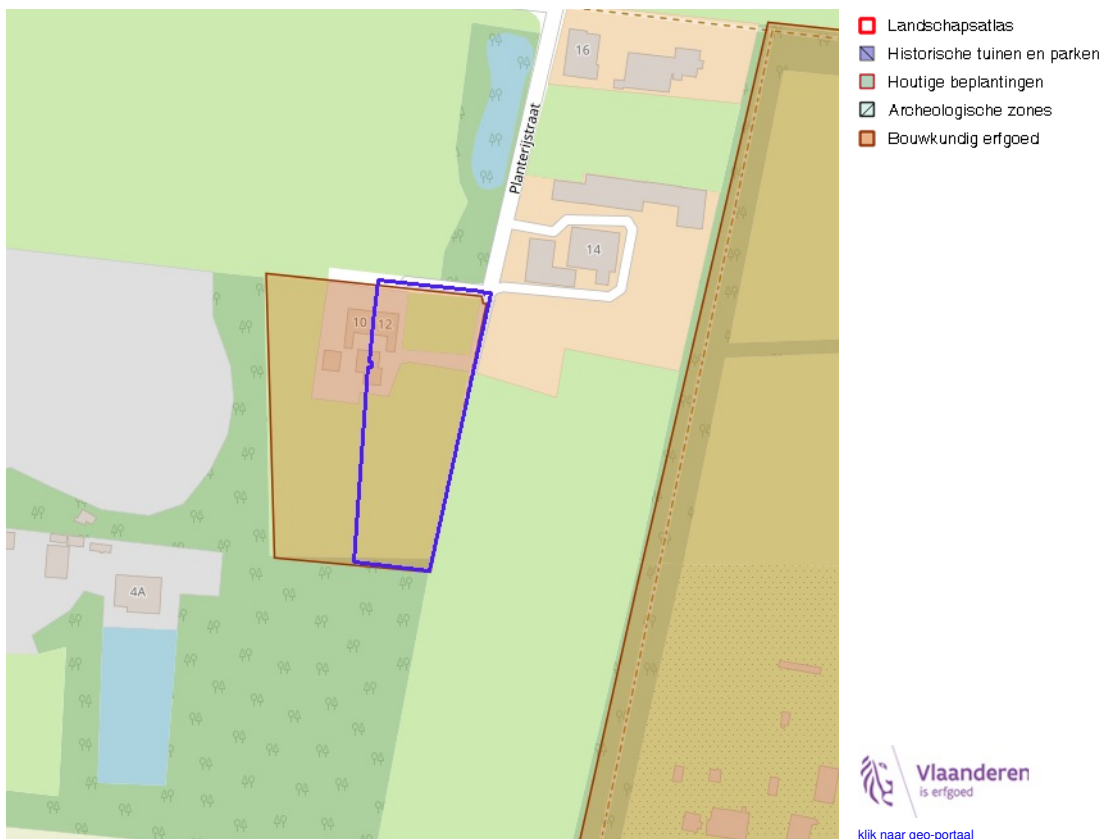 16
Planterijstraat
14
10 12
4A
Landschapsatlas
Historische tuinen en parken
Houtige beplantingen
Archeologische zones
Bouwkundig erfgoed
Vlaanderen
is erfgoed
klik naar geo-portaal